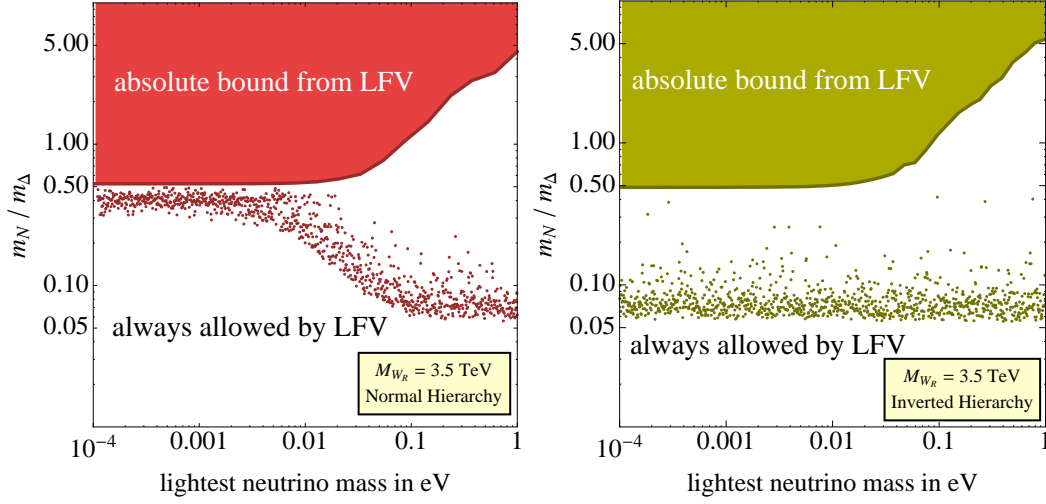 absolute bound from LFV
always allowed by LFV
M_{W_R} = 3.5 TeV
Normal Hierarchy
5.00
1.00
0.50
0.10
0.05
m_N / m_Δ
10^{-4}
0.001
0.01
0.1
1
lightest neutrino mass in eV
absolute bound from LFV
always allowed by LFV
M_{W_R} = 3.5 TeV
Inverted Hierarchy
5.00
1.00
0.50
0.10
0.05
m_N / m_Δ
10^{-4}
0.001
0.01
0.1
1
lightest neutrino mass in eV